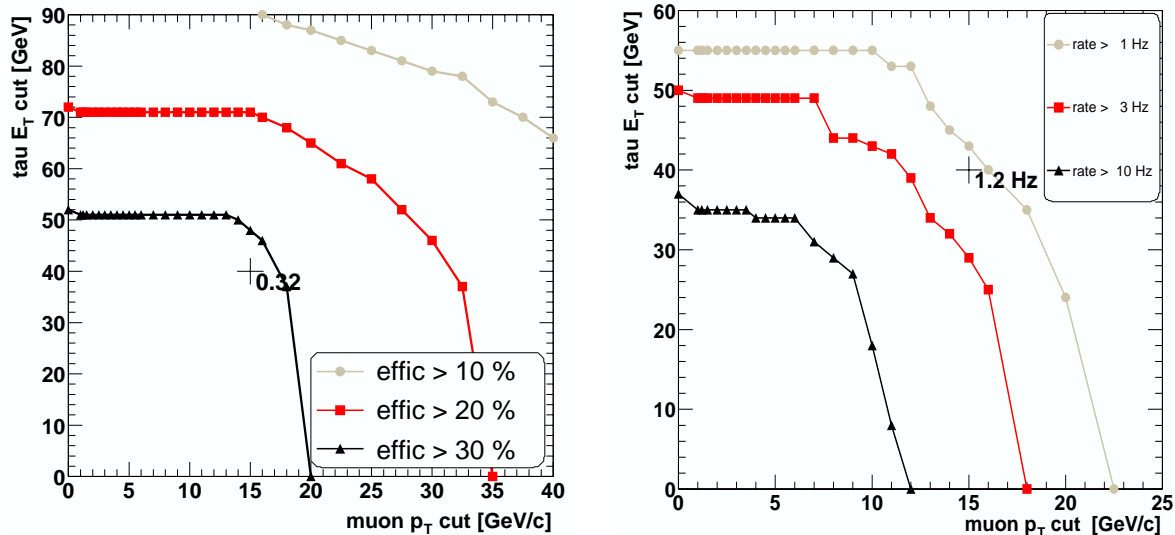 tau E_T cut [GeV]
90
80
70
60
50
40
30
20
10
0
0.32
effic > 10 %
effic > 20 %
effic > 30 %
0 5 10 15 20 25 30 35 40
muon p_T cut [GeV/c]
tau E_T cut [GeV]
60
50
40
30
20
10
0
rate > 1 Hz
rate > 3 Hz
rate > 10 Hz
1.2 Hz
0 5 10 15 20 25
muon p_T cut [GeV/c]